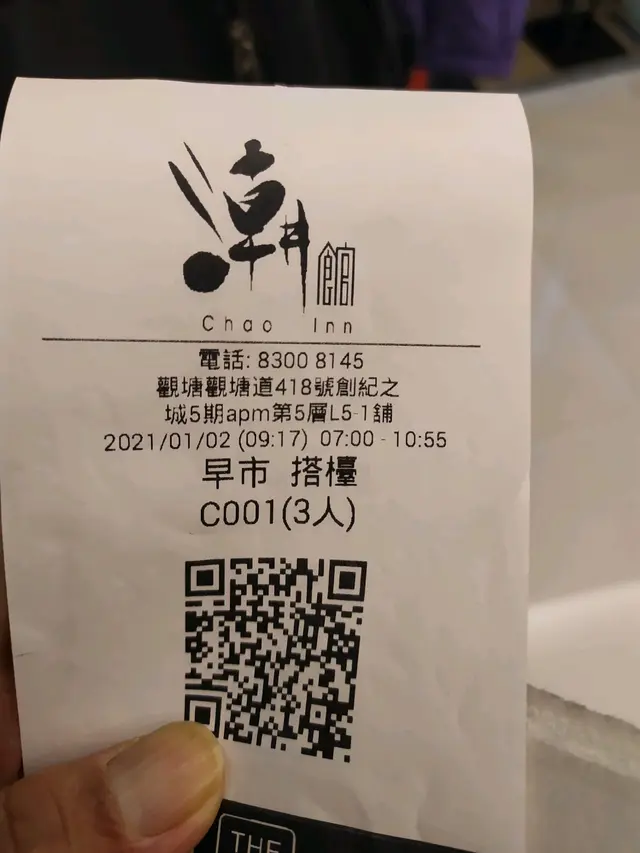 潮館
Chao Inn
電話: 8300 8145
觀塘觀塘道418號創紀之
城5期apm第5層L5-1舖
2021/01/02 (09:17) 07:00 - 10:55
早市 搭檯
C001(3人)
THE